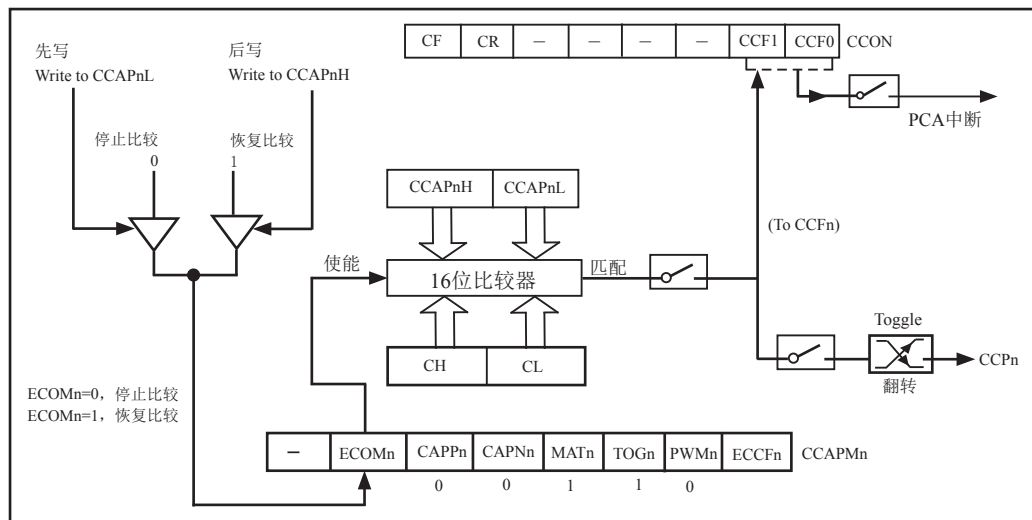 CF CR — — — — CCF1 CCF0 CCON
先写
Write to CCAPnL
后写
Write to CCAPnH
PCA中断
停止比较
0
恢复比较
1
CCAPnH CCAPnL
(To CCFn)
使能
16位比较器
匹配
Toggle
CH CL
CCPn
翻转
ECOMn=0，停止比较
ECOMn=1，恢复比较
— ECOMn CAPPn CAPNn MATn TOGn PWMn ECCFn CCAPMn
0 0 1 1 0